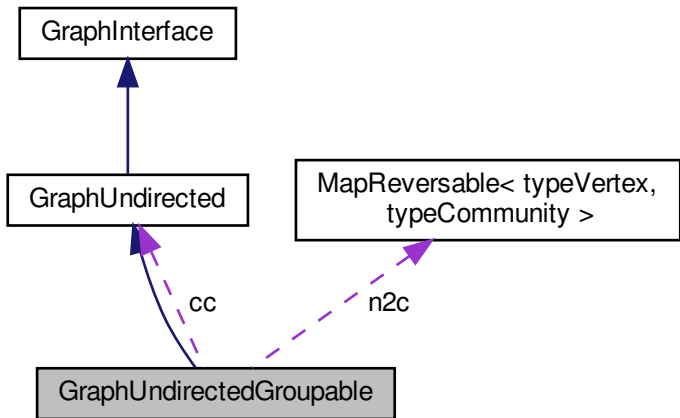 GraphInterface
GraphUndirected
MapReversable< typeVertex,
typeCommunity >
cc
n2c
GraphUndirectedGroupable